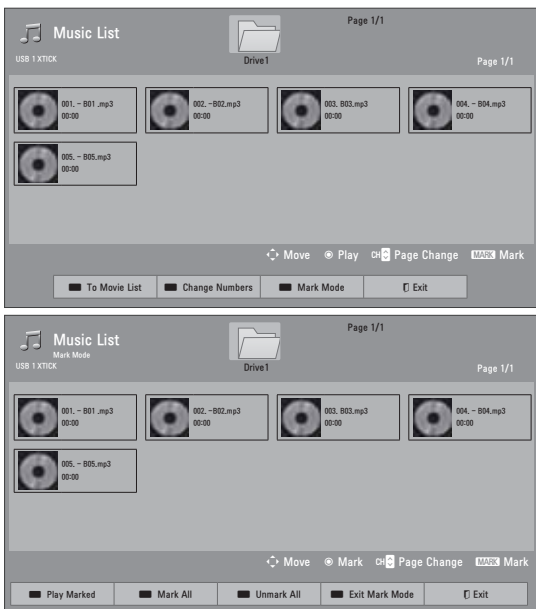 Page 1/1
Music List
Drive1
USB 1 XTICK
Page 1/1
001. - B01 .mp3
00:00
002. -B02.mp3
00:00
003. B03.mp3
00:00
004. - B04.mp3
00:00
005. - B05.mp3
00:00
Move
Play
CH Page Change
MARK Mark
To Movie List
Change Numbers
Mark Mode
Exit
Page 1/1
Music List
Mark Mode
Drive1
USB 1 XTICK
Page 1/1
001. - B01 .mp3
00:00
002. -B02.mp3
00:00
003. B03.mp3
00:00
004. - B04.mp3
00:00
005. - B05.mp3
00:00
Move
Mark
CH Page Change
MARK Mark
Play Marked
Mark All
Unmark All
Exit Mark Mode
Exit